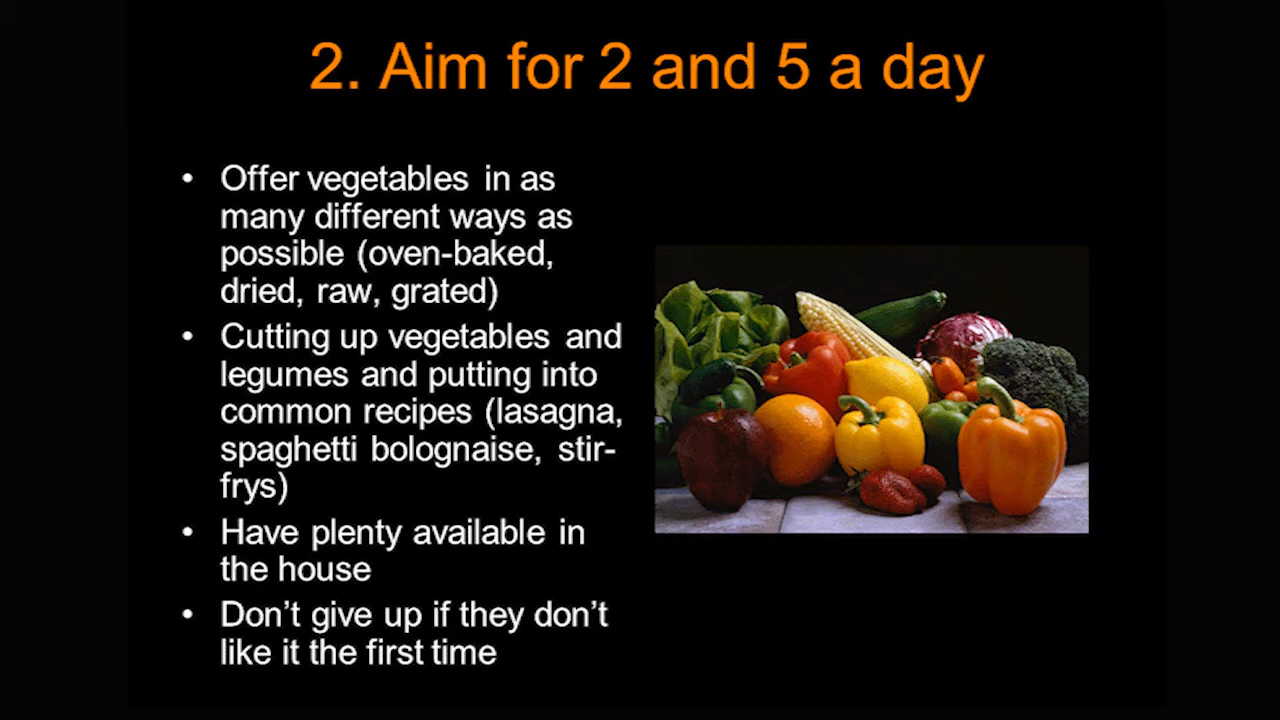 2. Aim for 2 and 5 a day
• Offer vegetables in as
many different ways as
possible (oven-baked,
dried, raw, grated)
• Cutting up vegetables and
legumes and putting into
common recipes (lasagna,
spaghetti bolognaise, stir-
frys)
• Have plenty available in
the house
• Don’t give up if they don’t
like it the first time